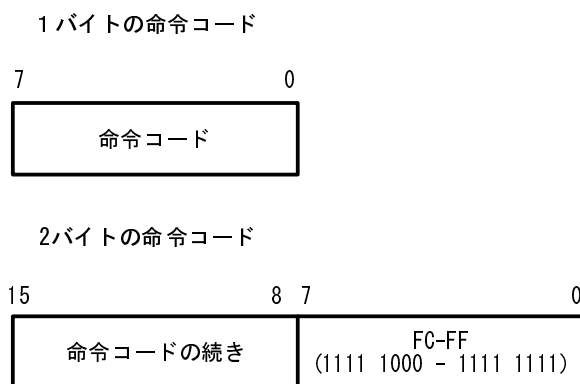 1バイトの命令コード
7 0
命令コード
2バイトの命令コード
15 8 7 0
命令コードの続き
FC-FF
(1111 1000 - 1111 1111)